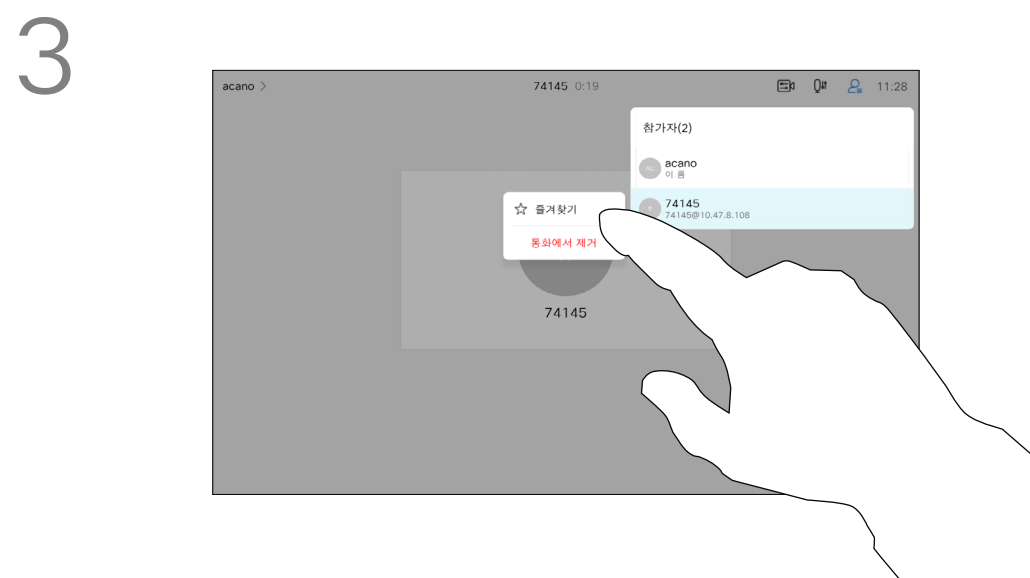 3
acano >
74145 0:19
11:28
참가자(2)
AC
acano
이 룸
74145
74145@10.47.8.108
즐겨찾기
통화에서 제거
74145